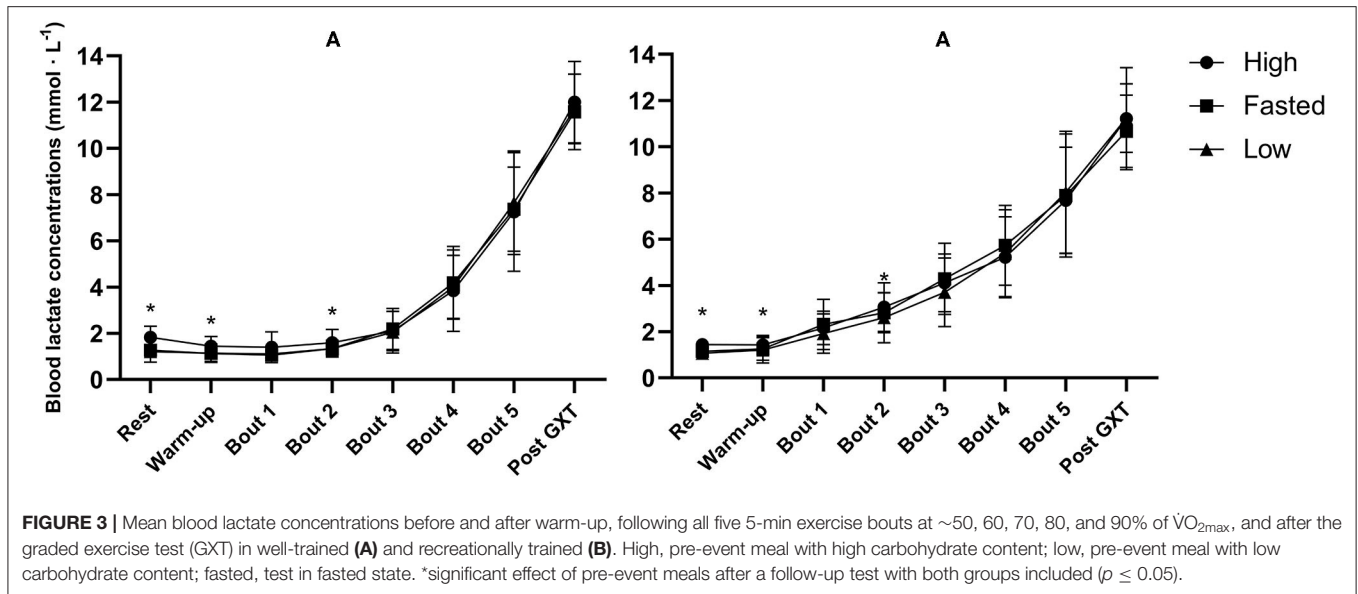 A
Blood lactate concentrations (mmol · L⁻¹)
14
12
10
8
6
4
2
0
Rest
Warm-up
Bout 1
Bout 2
Bout 3
Bout 4
Bout 5
Post GXT
*
*
*
A
14
12
10
8
6
4
2
0
Rest
Warm-up
Bout 1
Bout 2
Bout 3
Bout 4
Bout 5
Post GXT
*
*
*
High
Fasted
Low
FIGURE 3 | Mean blood lactate concentrations before and after warm-up, following all five 5-min exercise bouts at ∼50, 60, 70, 80, and 90% of V̇O2max, and after the
graded exercise test (GXT) in well-trained (A) and recreationally trained (B). High, pre-event meal with high carbohydrate content; low, pre-event meal with low
carbohydrate content; fasted, test in fasted state. *significant effect of pre-event meals after a follow-up test with both groups included (p ≤ 0.05).